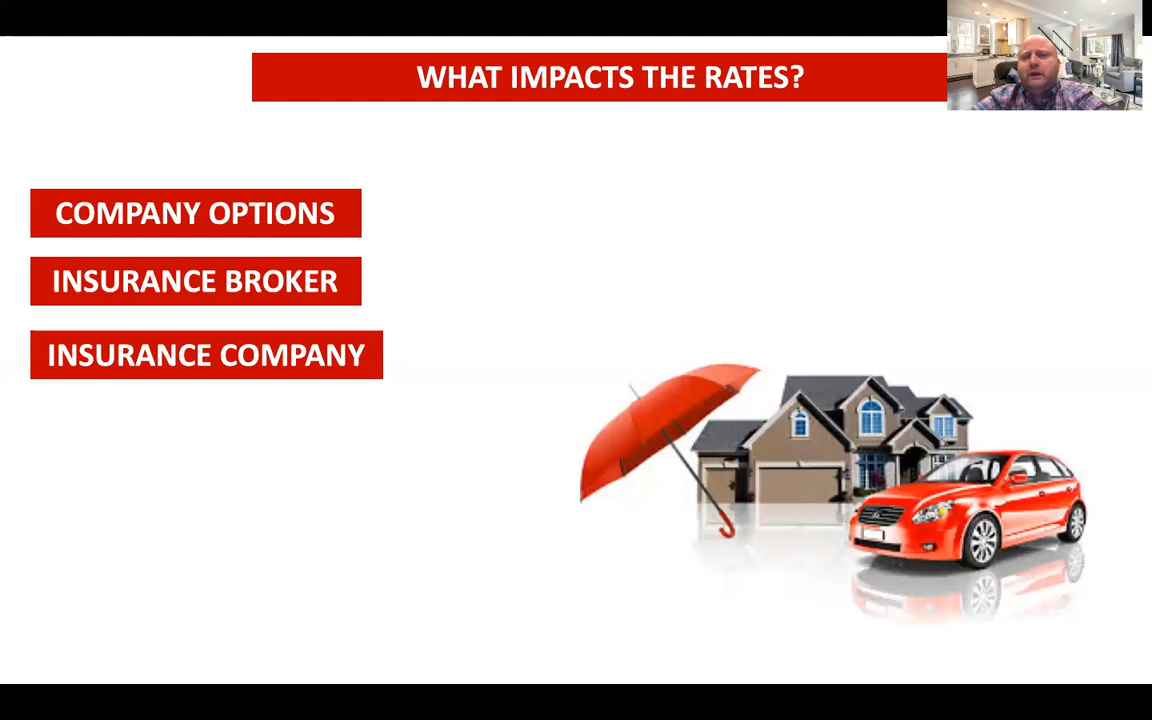 WHAT IMPACTS THE RATES?
COMPANY OPTIONS
INSURANCE BROKER
INSURANCE COMPANY